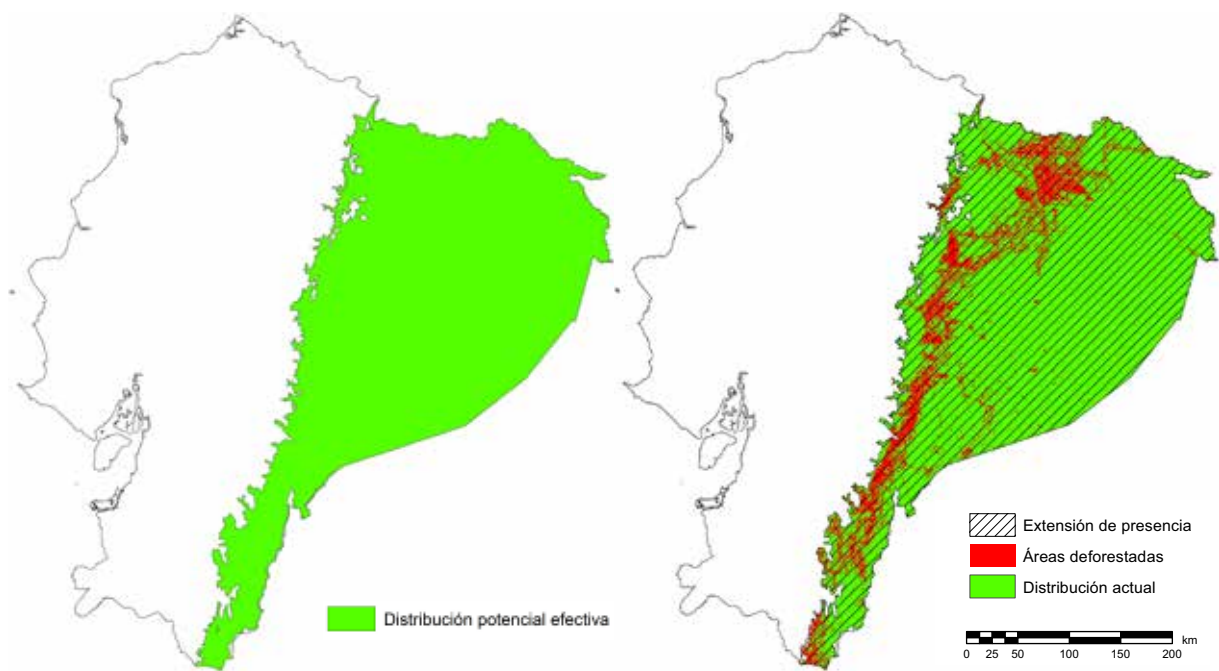 Distribución potencial efectiva
Extensión de presencia
Áreas deforestadas
Distribución actual
0 25 50 100 150 200
km